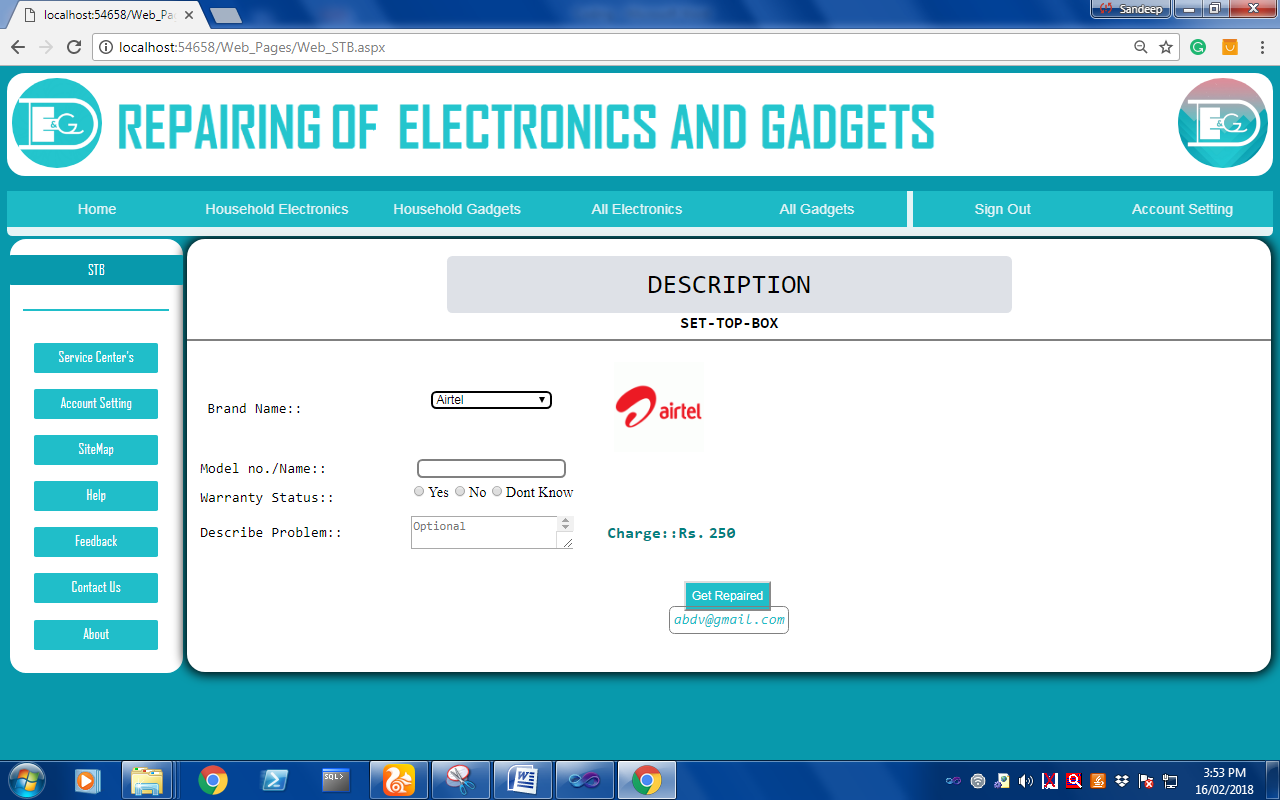 localhost:54658/Web_Pa
Sandeep
localhost:54658/Web_Pages/Web_STB.aspx
E&G REPAIRING OF ELECTRONICS AND GADGETS E&G
Home Household Electronics Household Gadgets All Electronics All Gadgets Sign Out Account Setting
STB
Service Center's
Account Setting
SiteMap
Help
Feedback
Contact Us
About
DESCRIPTION
SET-TOP-BOX
Brand Name:: Airtel airtel
Model no./Name::
Warranty Status:: Yes No Dont Know
Describe Problem:: Optional Charge::Rs. 250
Get Repaired
abdv@gmail.com
SQL>
3:53 PM
16/02/2018